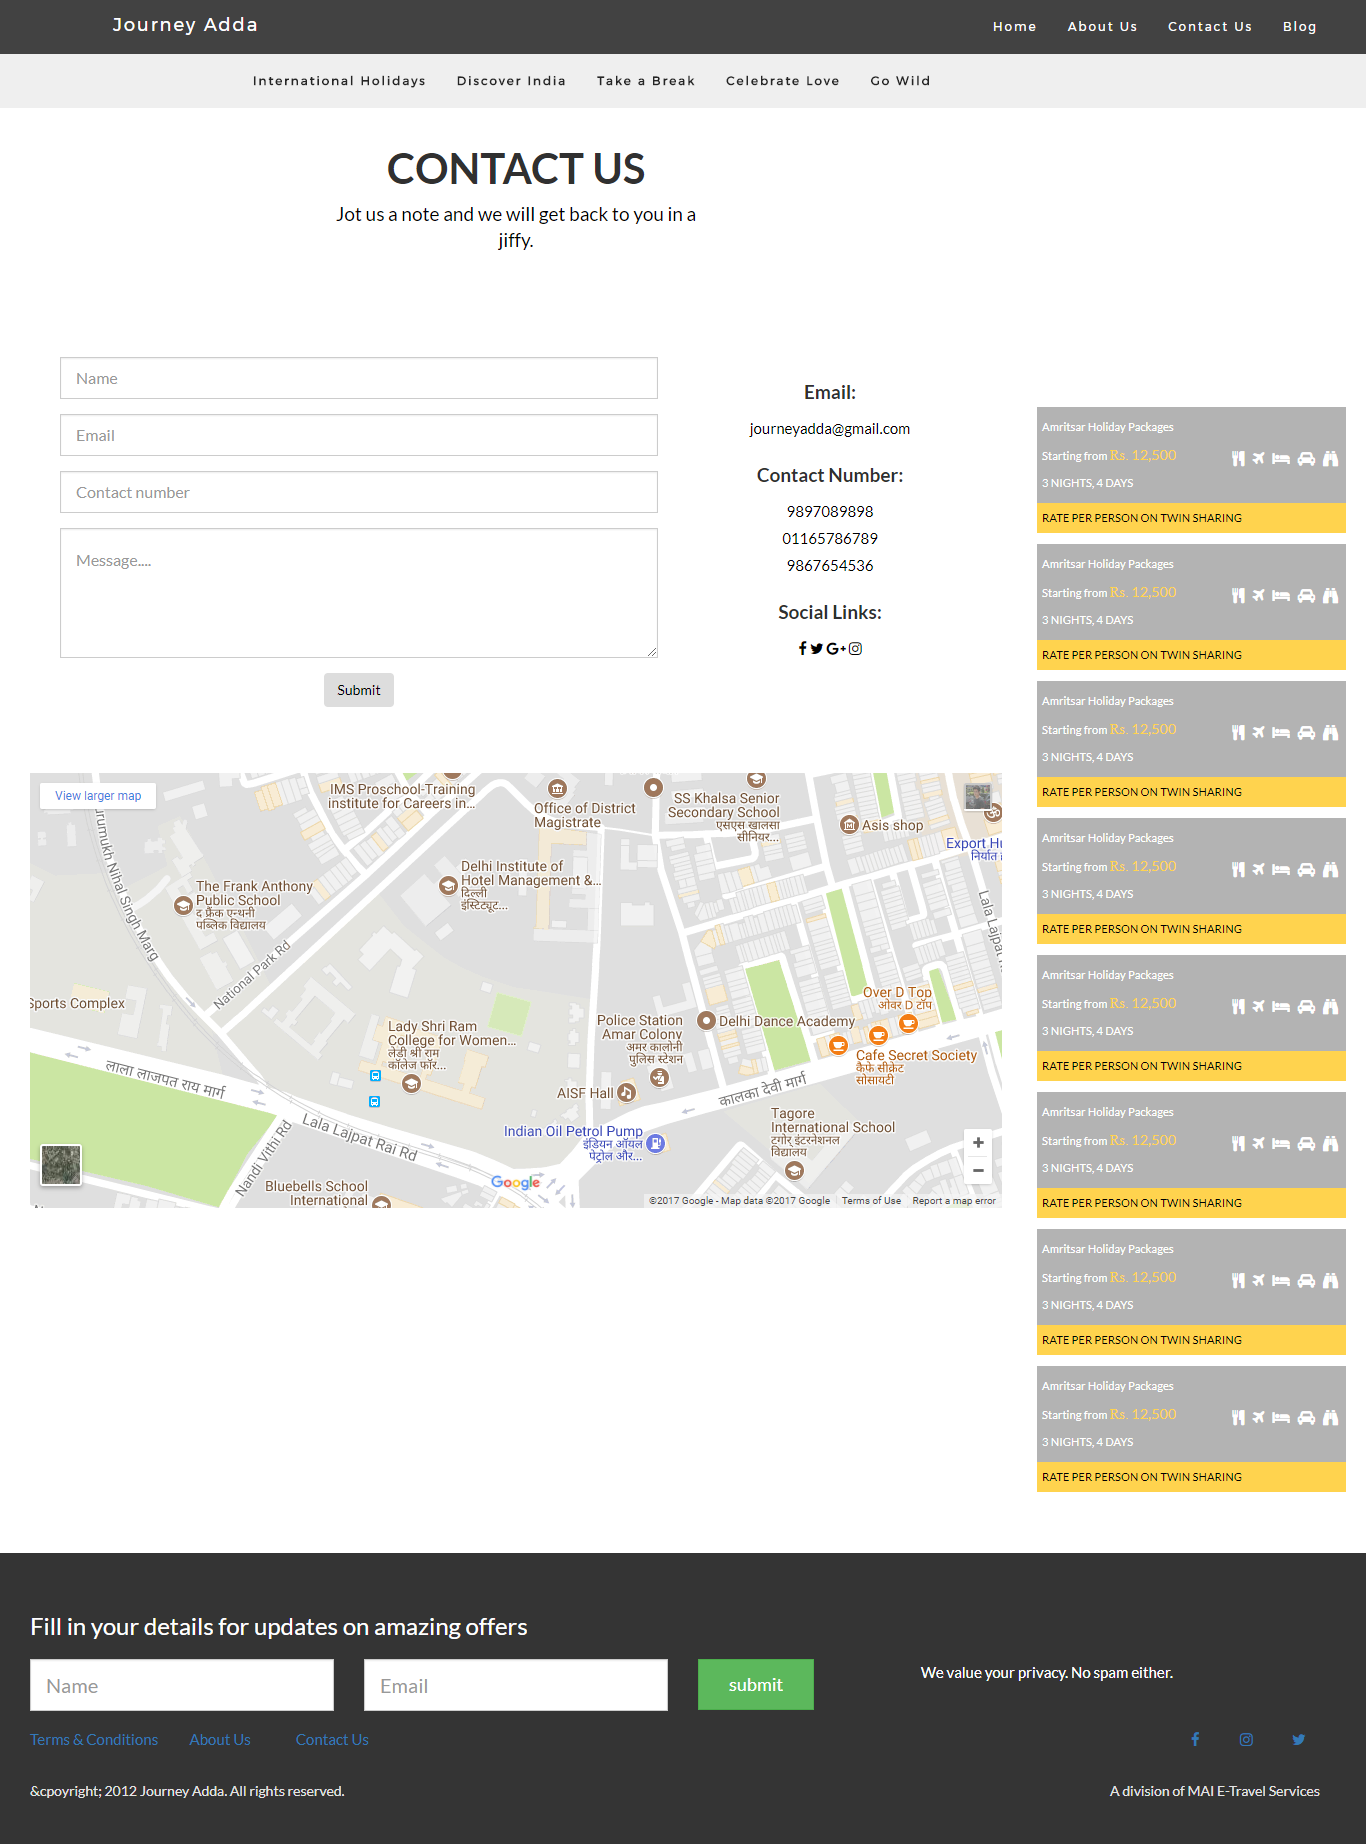 Journey Adda
Home About Us Contact Us Blog
International Holidays Discover India Take a Break Celebrate Love Go Wild
CONTACT US
Jot us a note and we will get back to you in a
jiffy.
Name
Email
Contact number
Message....
Submit
Email:
journeyadda@gmail.com
Contact Number:
9897089898
01165786789
9867654536
Social Links:
View larger map
IMS Proschool-Training
institute for Careers in...
Office of District
Magistrate
SS Khalsa Senior
Secondary School
एसएस खालसा
सीनियर...
Asis shop
Export Hu
निर्यात ह
urumukh Nihal Singh Marg
The Frank Anthony
Public School
द फ्रैंक एन्थनी
पब्लिक विद्यालय
Delhi Institute of
Hotel Management &...
दिल्ली
इंस्टिट्यूट...
Lala Lajpat R
National Park Rd
Sports Complex
Over D Top
ओवर D टॉप
Lady Shri Ram
College for Women...
लेडी श्री राम
कॉलेज फॉर...
Police Station
Amar Colony
अमर कालोनी
पुलिस स्टेशन
Delhi Dance Academy
Cafe Secret Society
कैफे सीक्रेट
सोसायटी
लाला लाजपत राय मार्ग
AISF Hall
कालका देवी मार्ग
Lala Lajpat Rai Rd
Nandi Vithi Rd
Indian Oil Petrol Pump
इंडियन ऑयल
पेट्रोल और...
Tagore
International School
टगोर् इंटरनेशनल
विद्यालय
Bluebells School
International
Google
©2017 Google - Map data ©2017 Google Terms of Use Report a map error
Amritsar Holiday Packages
Starting from Rs. 12,500
3 NIGHTS, 4 DAYS
RATE PER PERSON ON TWIN SHARING
Amritsar Holiday Packages
Starting from Rs. 12,500
3 NIGHTS, 4 DAYS
RATE PER PERSON ON TWIN SHARING
Amritsar Holiday Packages
Starting from Rs. 12,500
3 NIGHTS, 4 DAYS
RATE PER PERSON ON TWIN SHARING
Amritsar Holiday Packages
Starting from Rs. 12,500
3 NIGHTS, 4 DAYS
RATE PER PERSON ON TWIN SHARING
Amritsar Holiday Packages
Starting from Rs. 12,500
3 NIGHTS, 4 DAYS
RATE PER PERSON ON TWIN SHARING
Amritsar Holiday Packages
Starting from Rs. 12,500
3 NIGHTS, 4 DAYS
RATE PER PERSON ON TWIN SHARING
Amritsar Holiday Packages
Starting from Rs. 12,500
3 NIGHTS, 4 DAYS
RATE PER PERSON ON TWIN SHARING
Amritsar Holiday Packages
Starting from Rs. 12,500
3 NIGHTS, 4 DAYS
RATE PER PERSON ON TWIN SHARING
Fill in your details for updates on amazing offers
Name Email submit
We value your privacy. No spam either.
Terms & Conditions About Us Contact Us
&cpoyright; 2012 Journey Adda. All rights reserved.
A division of MAI E-Travel Services